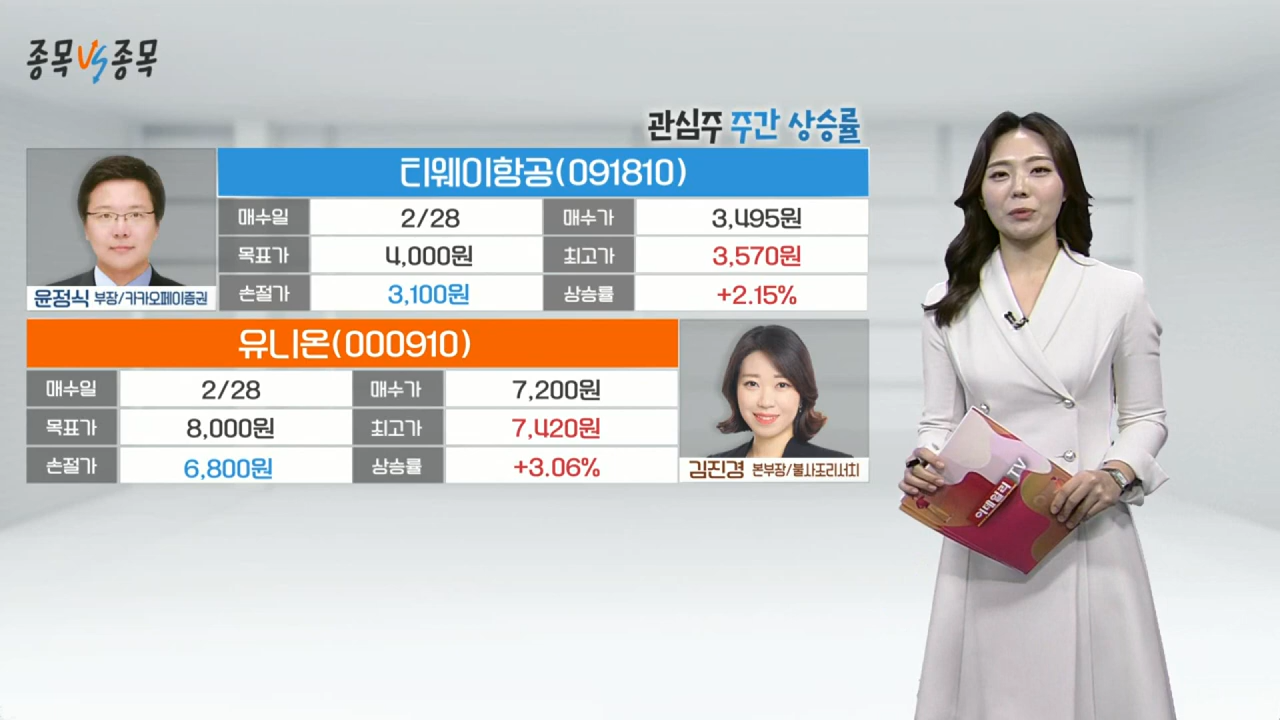 종목 VS 종목
관심주 주간 상승률
티웨이항공(091810)
매수일 2/28 매수가 3,495원
목표가 4,000원 최고가 3,570원
손절가 3,100원 상승률 +2.15%
윤정식 부장/카카오페이증권
유니온(000910)
매수일 2/28 매수가 7,200원
목표가 8,000원 최고가 7,420원
손절가 6,800원 상승률 +3.06%
김진경 본부장/불사조리서치
이데일리 TV